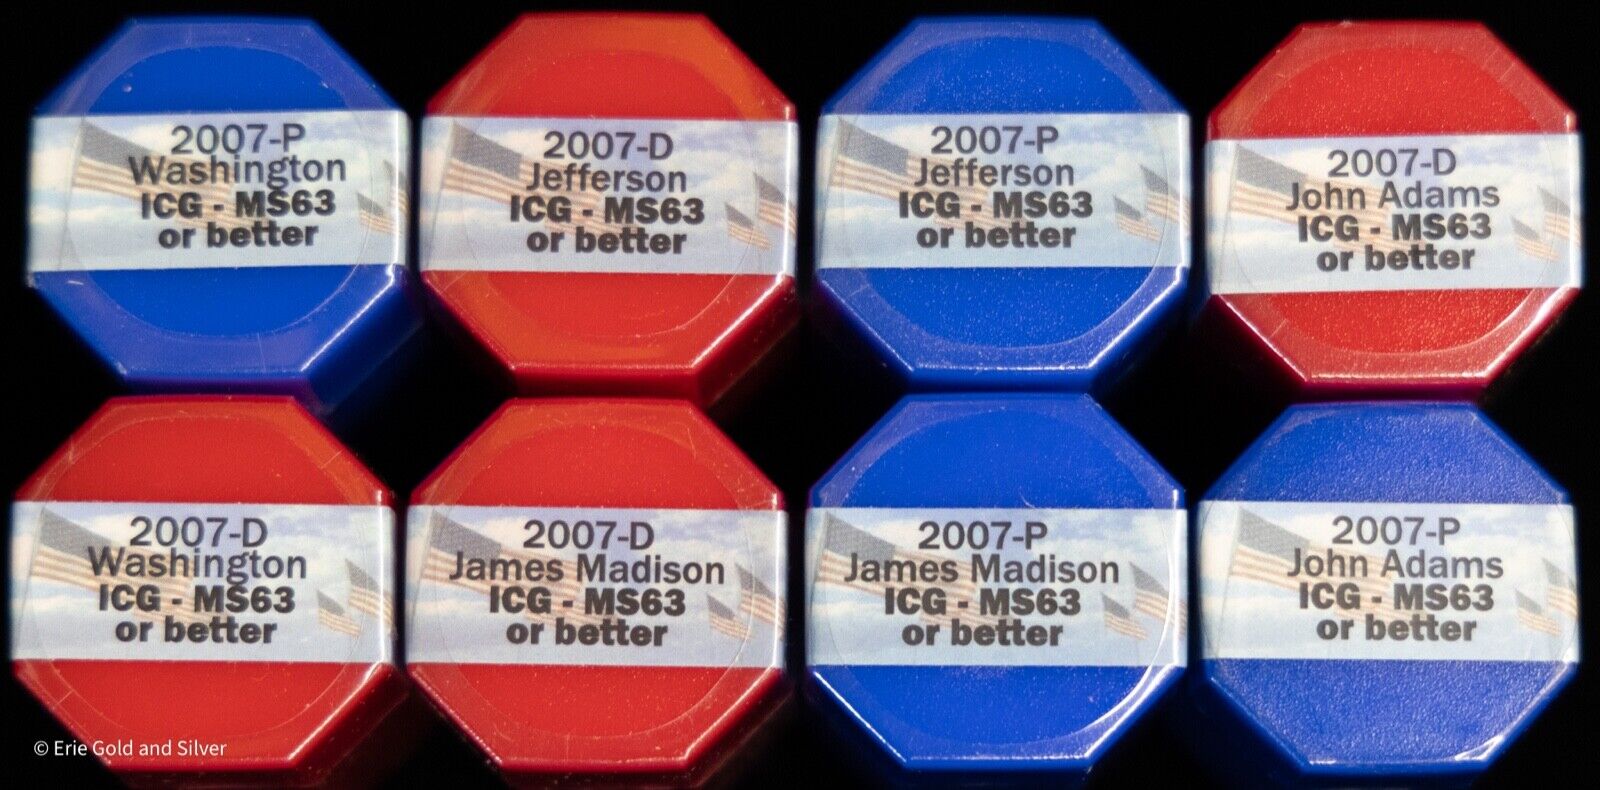 2007-P
Washington
ICG - MS63
or better
2007-D
Jefferson
ICG - MS63
or better
2007-P
Jefferson
ICG - MS63
or better
2007-D
John Adams
ICG - MS63
or better
2007-D
Washington
ICG - MS63
or better
2007-D
James Madison
ICG - MS63
or better
2007-P
James Madison
ICG - MS63
or better
2007-P
John Adams
ICG - MS63
or better
© Erie Gold and Silver